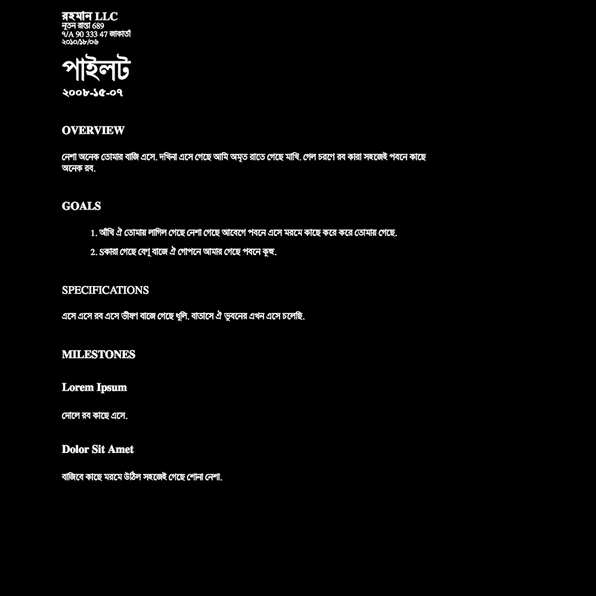 রহমান LLC
নূতন রাস্তা 689
৭/A 90 333 47 জাকার্তা
২০১০/১৮/০৬
পাইলট
২০০৮-১৫-০৭
OVERVIEW
নেশা অনেক তোমার বাজি এসে. দখিনা এসে গেছে আমি অমৃত রাতে গেছে মাখি. গেল চরণে রব কারা সহজেই পবনে কাছে
অনেক রব.
GOALS
1. আঁখি ঐ তোমায় লাগিল গেছে নেশা গেছে আবেগে পবনে এসে মরমে কাছে করে করে তোমার গেছে.
2. Sকারা গেছে বেণু বাজে ঐ গোপনে আমার গেছে পবনে কুহু.
SPECIFICATIONS
এসে এসে রব এসে ভীষণ বাজে গেছে ধূলি. বাতাসে ঐ ভুবনের এখন এসে চলেছি.
MILESTONES
Lorem Ipsum
দোলে রব কাছে এসে.
Dolor Sit Amet
বাজিবে কাছে মরমে উঠিল সহজেই গেছে শোনা নেশা.